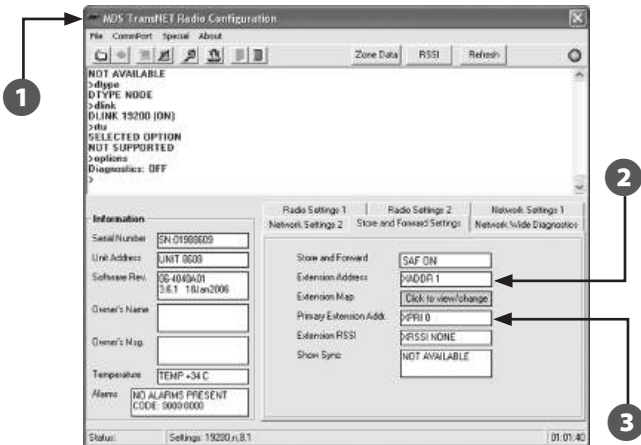 MDS TransNET Radio Configuration
File CommPort Special About
Zone Data RSSI Refresh
1
NOT AVAILABLE
>dtype
DTYPE NODE
>dlink
DLINK 19200 (ON)
>rtu
SELECTED OPTION
NOT SUPPORTED
>options
Diagnostics: OFF
>
2
Radio Settings 1 Radio Settings 2 Network Settings 1
Network Settings 2 Store and Forward Settings Network Wide Diagnostics
Information
Serial Number SN:01988609
Unit Address UNIT 8609
Software Rev. 06-4049A01
3.6.1 18/Jan2006
Owner's Name
Owner's Msg.
Temperature TEMP +34 C
Alarms NO ALARMS PRESENT
CODE: 0000 0000
Store and Forward SAF ON
Extension Address XADDR 1
Extension Map Click to view/change
Primary Extension Addr. XPRI 0
Extension RSSI XRSSI NONE
Show Sync NOT AVAILABLE
3
Status: Settings: 19200,n,8,1 01:01:40